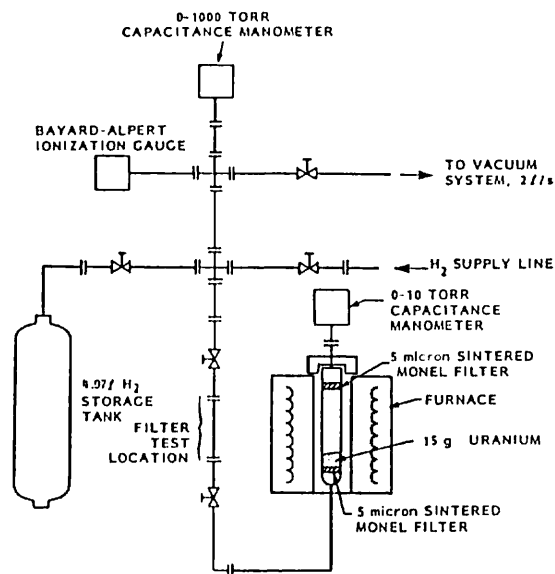 0-1000 TORR
CAPACITANCE MANOMETER
BAYARD-ALPERT
IONIZATION GAUGE
TO VACUUM
SYSTEM, 2ℓ/s
H₂ SUPPLY LINE
0-10 TORR
CAPACITANCE
MANOMETER
5 micron SINTERED
MONEL FILTER
FURNACE
4.07ℓ H₂
STORAGE
TANK
FILTER
TEST
LOCATION
15 g URANIUM
5 micron SINTERED
MONEL FILTER